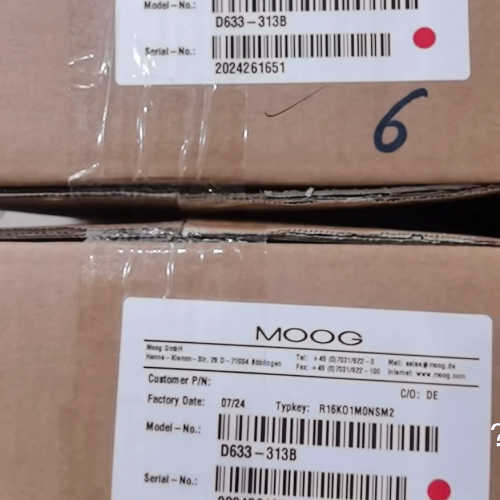 Model-No.:
D633-313B
Serial-No.:
2024261651
6
MOOG
Moog GmbH
Hanns-Klemm-Str. 28, D-71034 Böblingen
Tel: +49 (0)7031/622-0
Fax: +49 (0)7031/622-100
Mail: sales@moog.de
Internet: www.moog.com
Customer P/N:
C/O: DE
Factory Date: 07/24 Typkey: R16KO1M0NSM2
Model-No.:
D633-313B
Serial-No.:
?